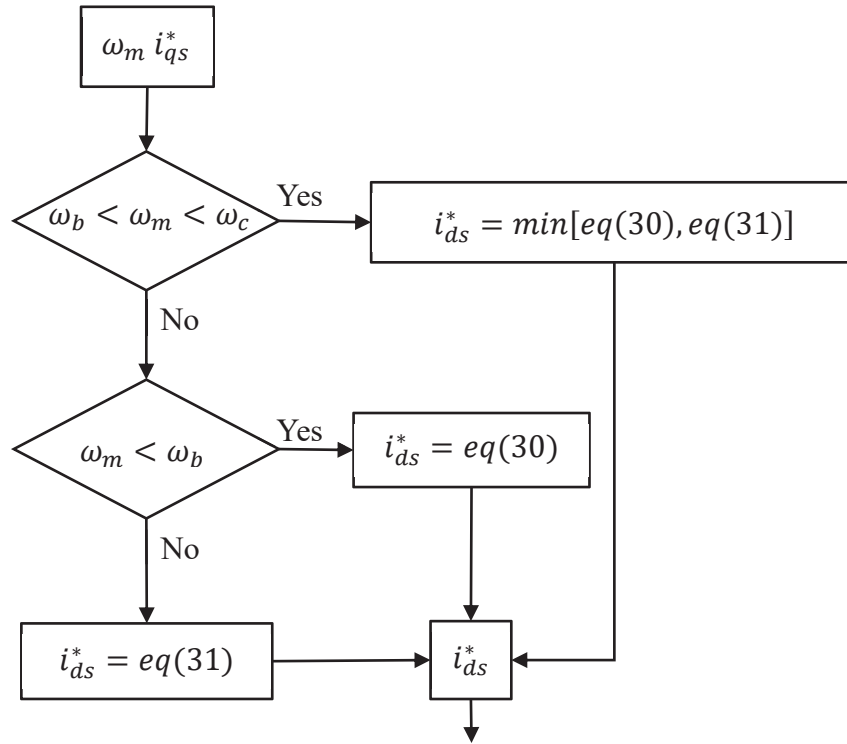 ω_m i*_qs
ω_b < ω_m < ω_c
Yes
i*_ds = min[eq(30), eq(31)]
No
ω_m < ω_b
Yes
i*_ds = eq(30)
No
i*_ds = eq(31)
i*_ds